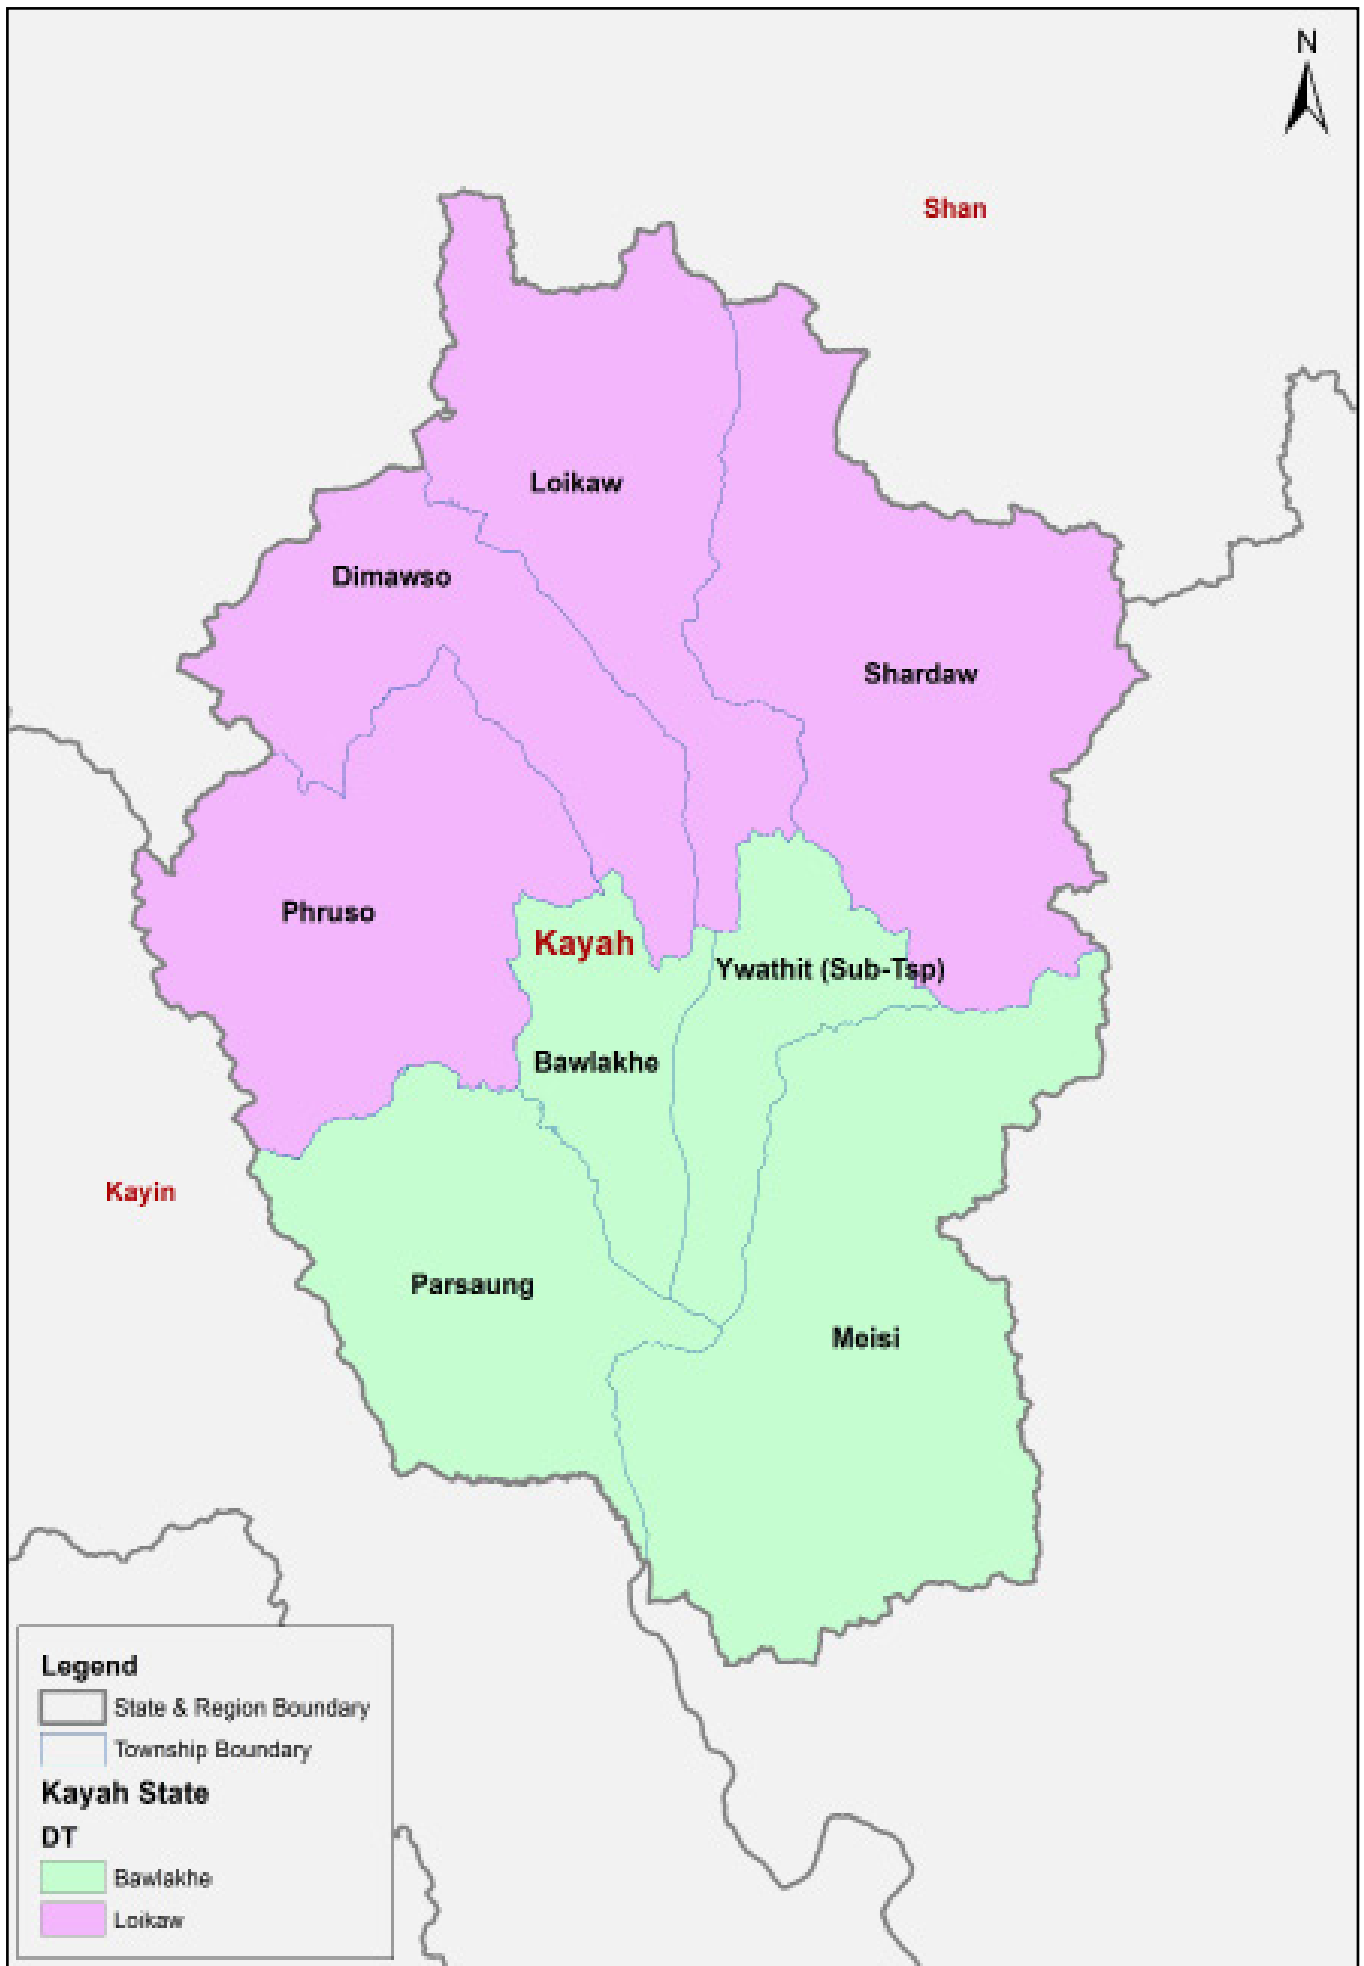 N
Shan
Loikaw
Dimawso
Shardaw
Phruso
Kayah
Ywathit (Sub-Tsp)
Bawlakhe
Kayin
Parsaung
Meisi
Legend
State & Region Boundary
Township Boundary
Kayah State
DT
Bawlakhe
Loikaw